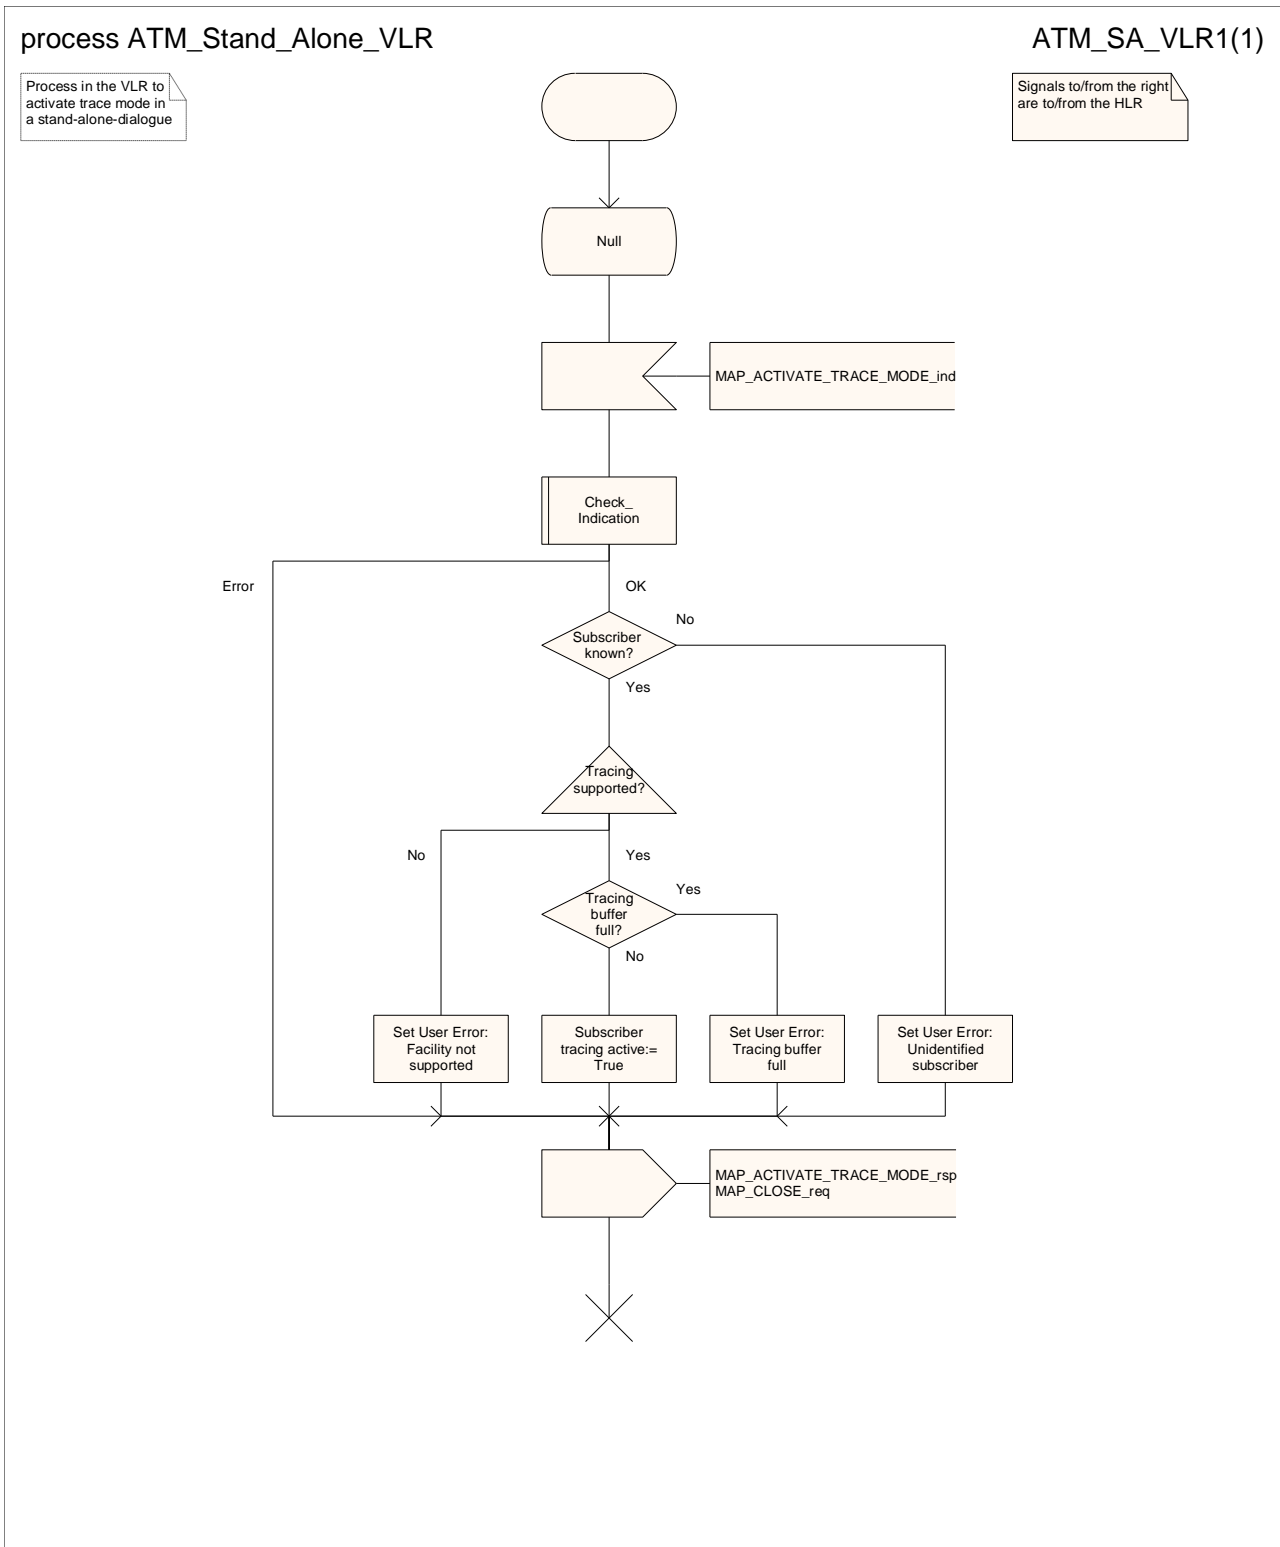 process ATM_Stand_Alone_VLR
ATM_SA_VLR1(1)
Process in the VLR to
activate trace mode in
a stand-alone-dialogue
Signals to/from the right
are to/from the HLR
Null
MAP_ACTIVATE_TRACE_MODE_ind
Check_
Indication
Error
OK
No
Subscriber
known?
Yes
Tracing
supported?
No
Yes
Yes
Tracing
buffer
full?
No
Set User Error:
Facility not
supported
Subscriber
tracing active:=
True
Set User Error:
Tracing buffer
full
Set User Error:
Unidentified
subscriber
MAP_ACTIVATE_TRACE_MODE_rsp
MAP_CLOSE_req